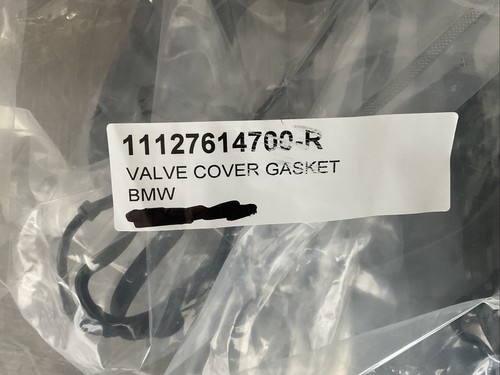 11127614700-R
VALVE COVER GASKET
BMW